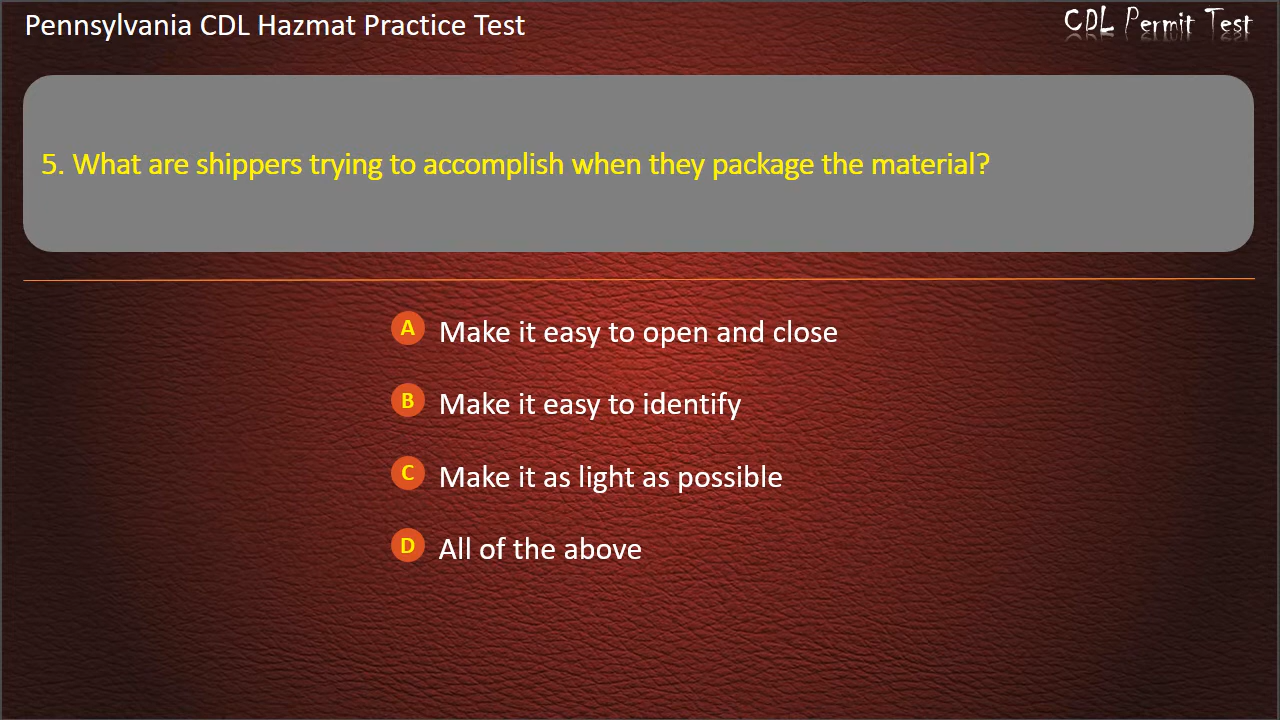 Pennsylvania CDL Hazmat Practice Test
CDL Permit Test
5. What are shippers trying to accomplish when they package the material?
A Make it easy to open and close
B Make it easy to identify
C Make it as light as possible
D All of the above